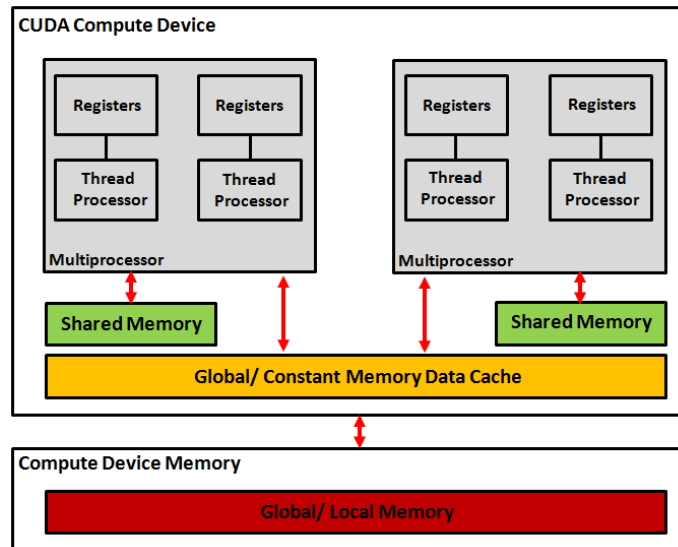 CUDA Compute Device
Registers
Registers
Registers
Registers
Thread
Processor
Thread
Processor
Thread
Processor
Thread
Processor
Multiprocessor
Multiprocessor
Shared Memory
Shared Memory
Global/ Constant Memory Data Cache
Compute Device Memory
Global/ Local Memory